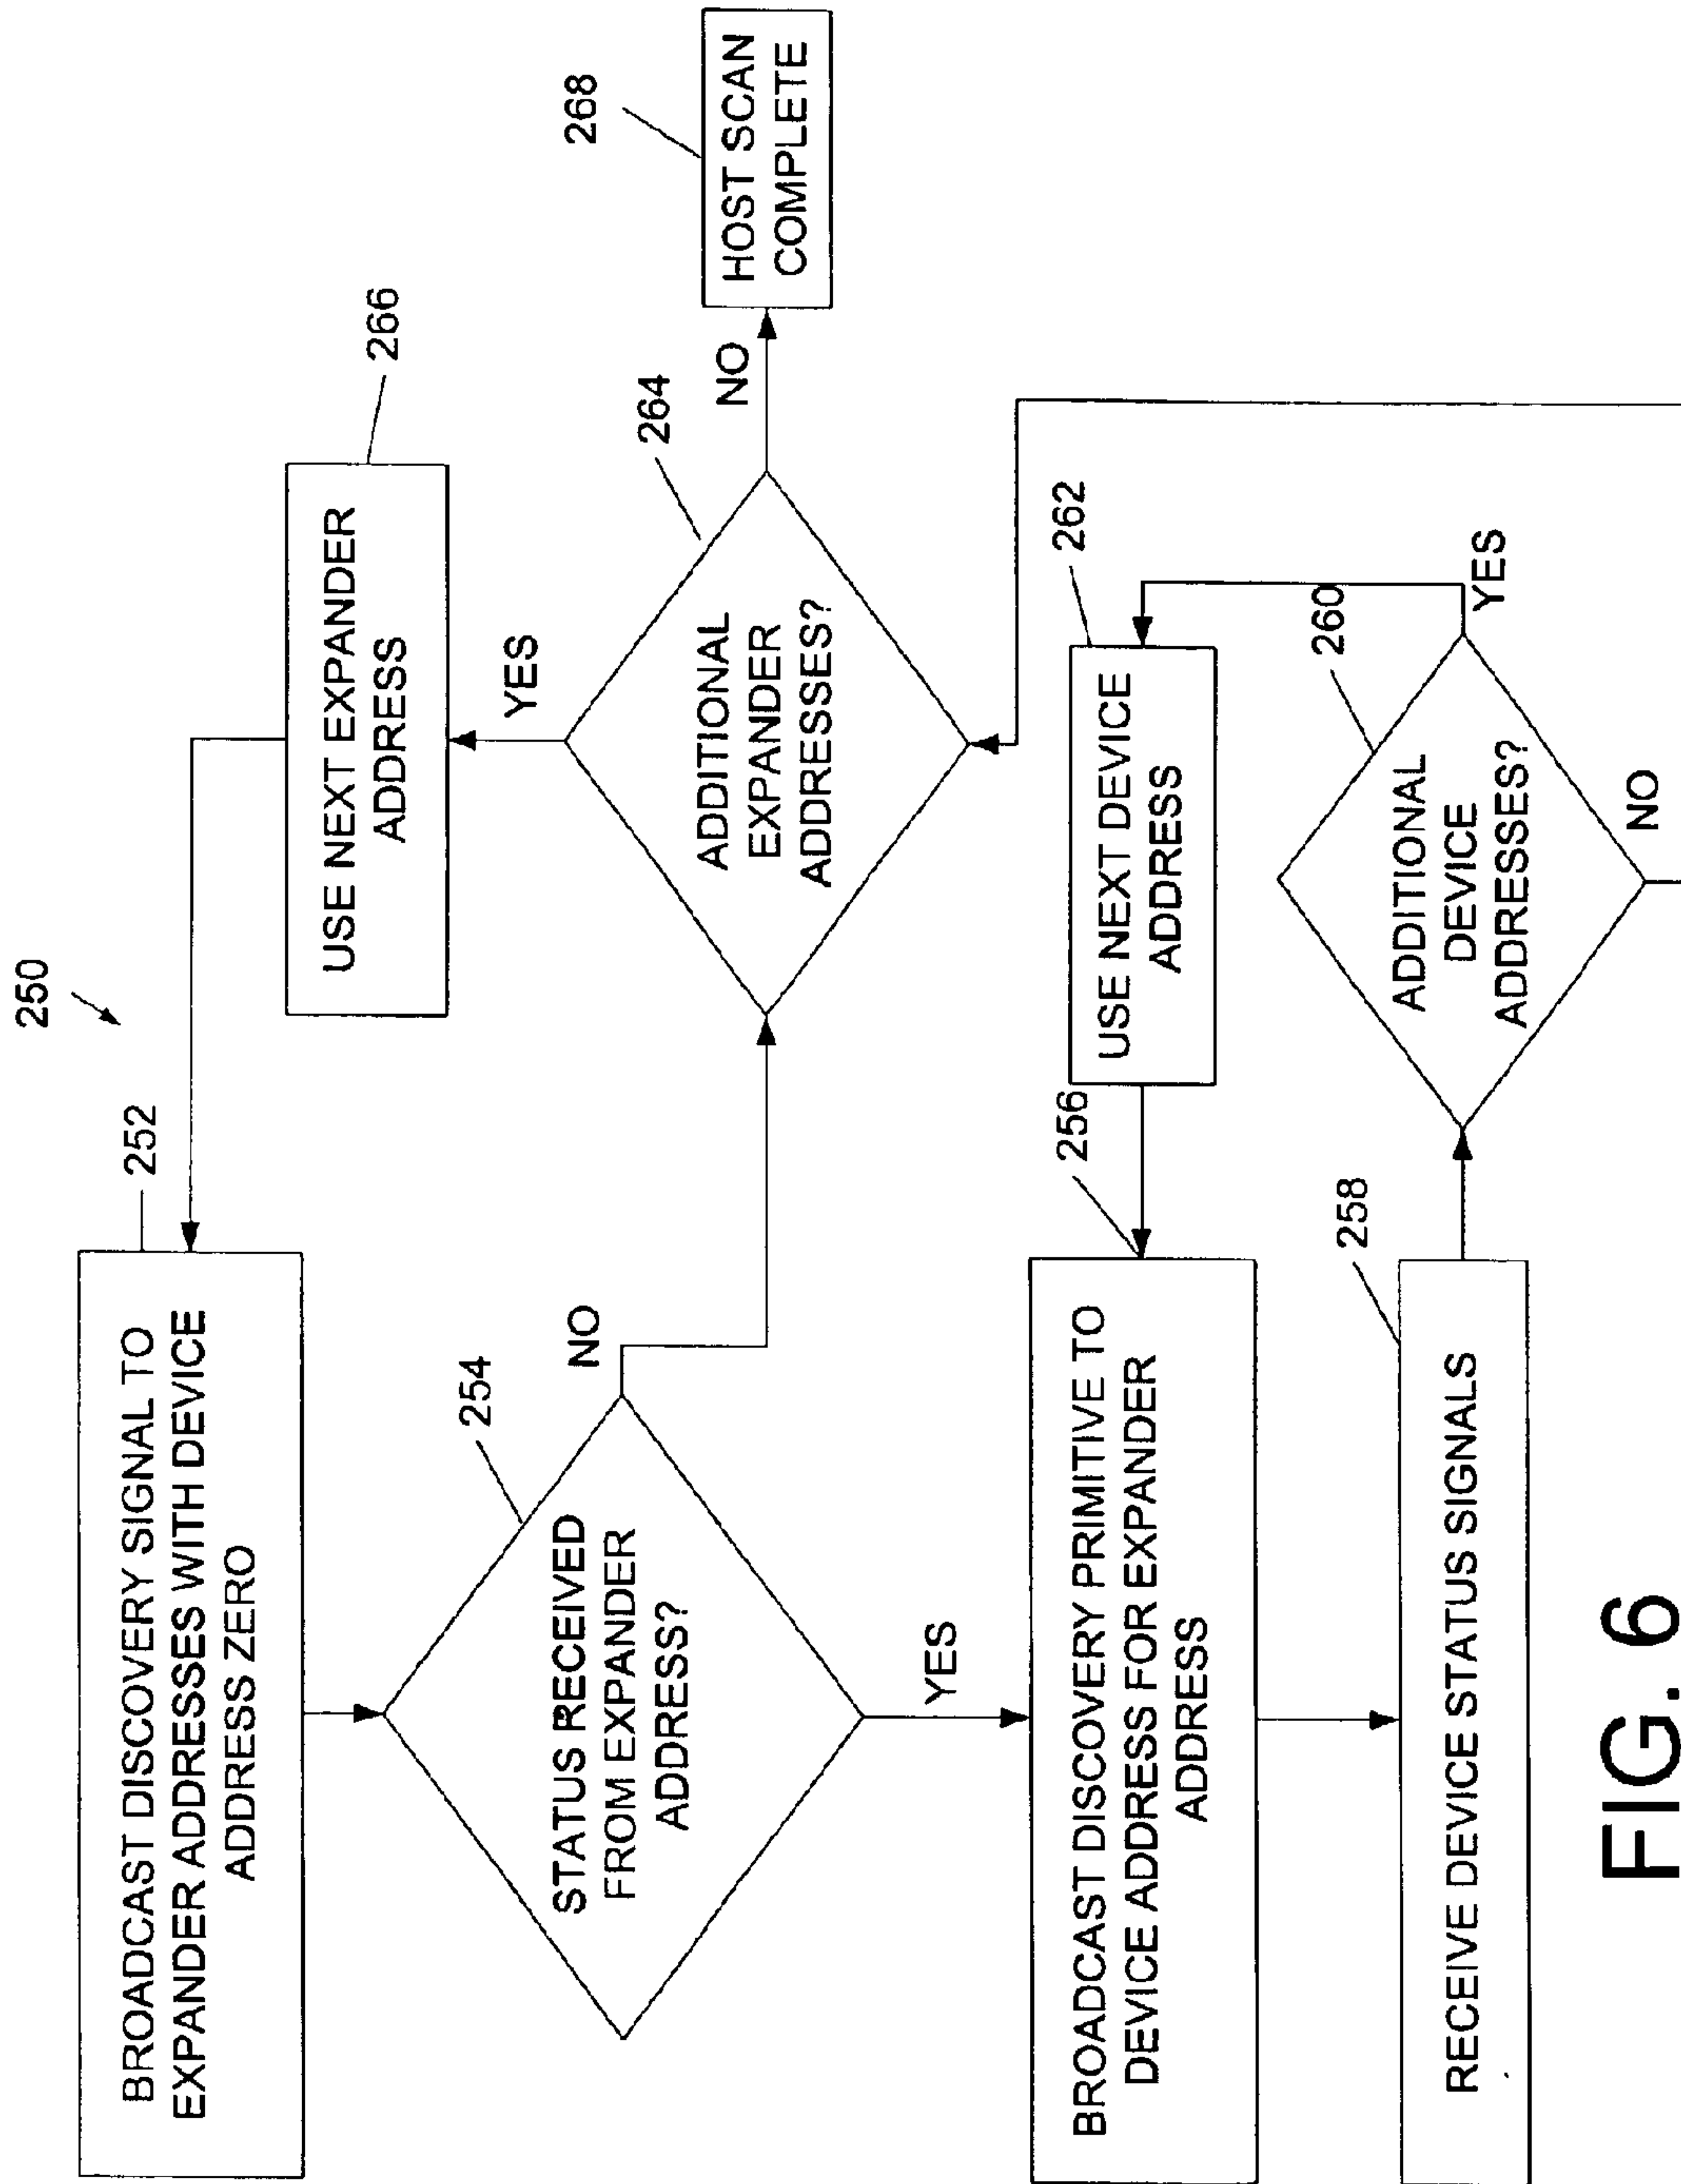 250
252
BROADCAST DISCOVERY SIGNAL TO
EXPANDER ADDRESSES WITH DEVICE
ADDRESS ZERO
254
STATUS RECEIVED
FROM EXPANDER
ADDRESS?
NO
YES
256
BROADCAST DISCOVERY PRIMITIVE TO
DEVICE ADDRESS FOR EXPANDER
ADDRESS
258
RECEIVE DEVICE STATUS SIGNALS
260
ADDITIONAL
DEVICE
ADDRESSES?
YES
NO
262
USE NEXT DEVICE
ADDRESS
264
ADDITIONAL
EXPANDER
ADDRESSES?
YES
NO
266
USE NEXT EXPANDER
ADDRESS
268
HOST SCAN
COMPLETE
FIG. 6